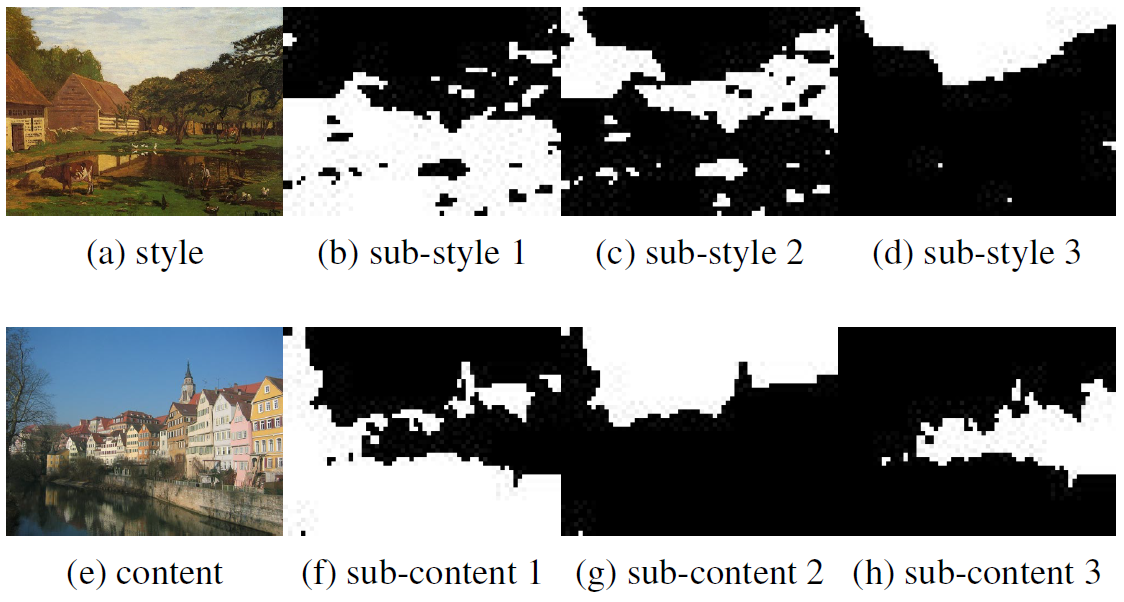 (a) style (b) sub-style 1 (c) sub-style 2 (d) sub-style 3
(e) content (f) sub-content 1 (g) sub-content 2 (h) sub-content 3